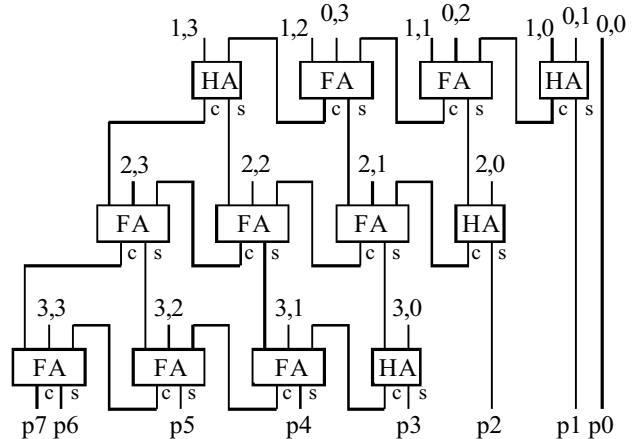 1,3 1,2 0,3 1,1 0,2 1,0 0,1 0,0
HA FA FA HA
c s c s c s c s
2,3 2,2 2,1 2,0
FA FA FA HA
c s c s c s c s
3,3 3,2 3,1 3,0
FA FA FA HA
c s c s c s c s
p7 p6 p5 p4 p3 p2 p1 p0